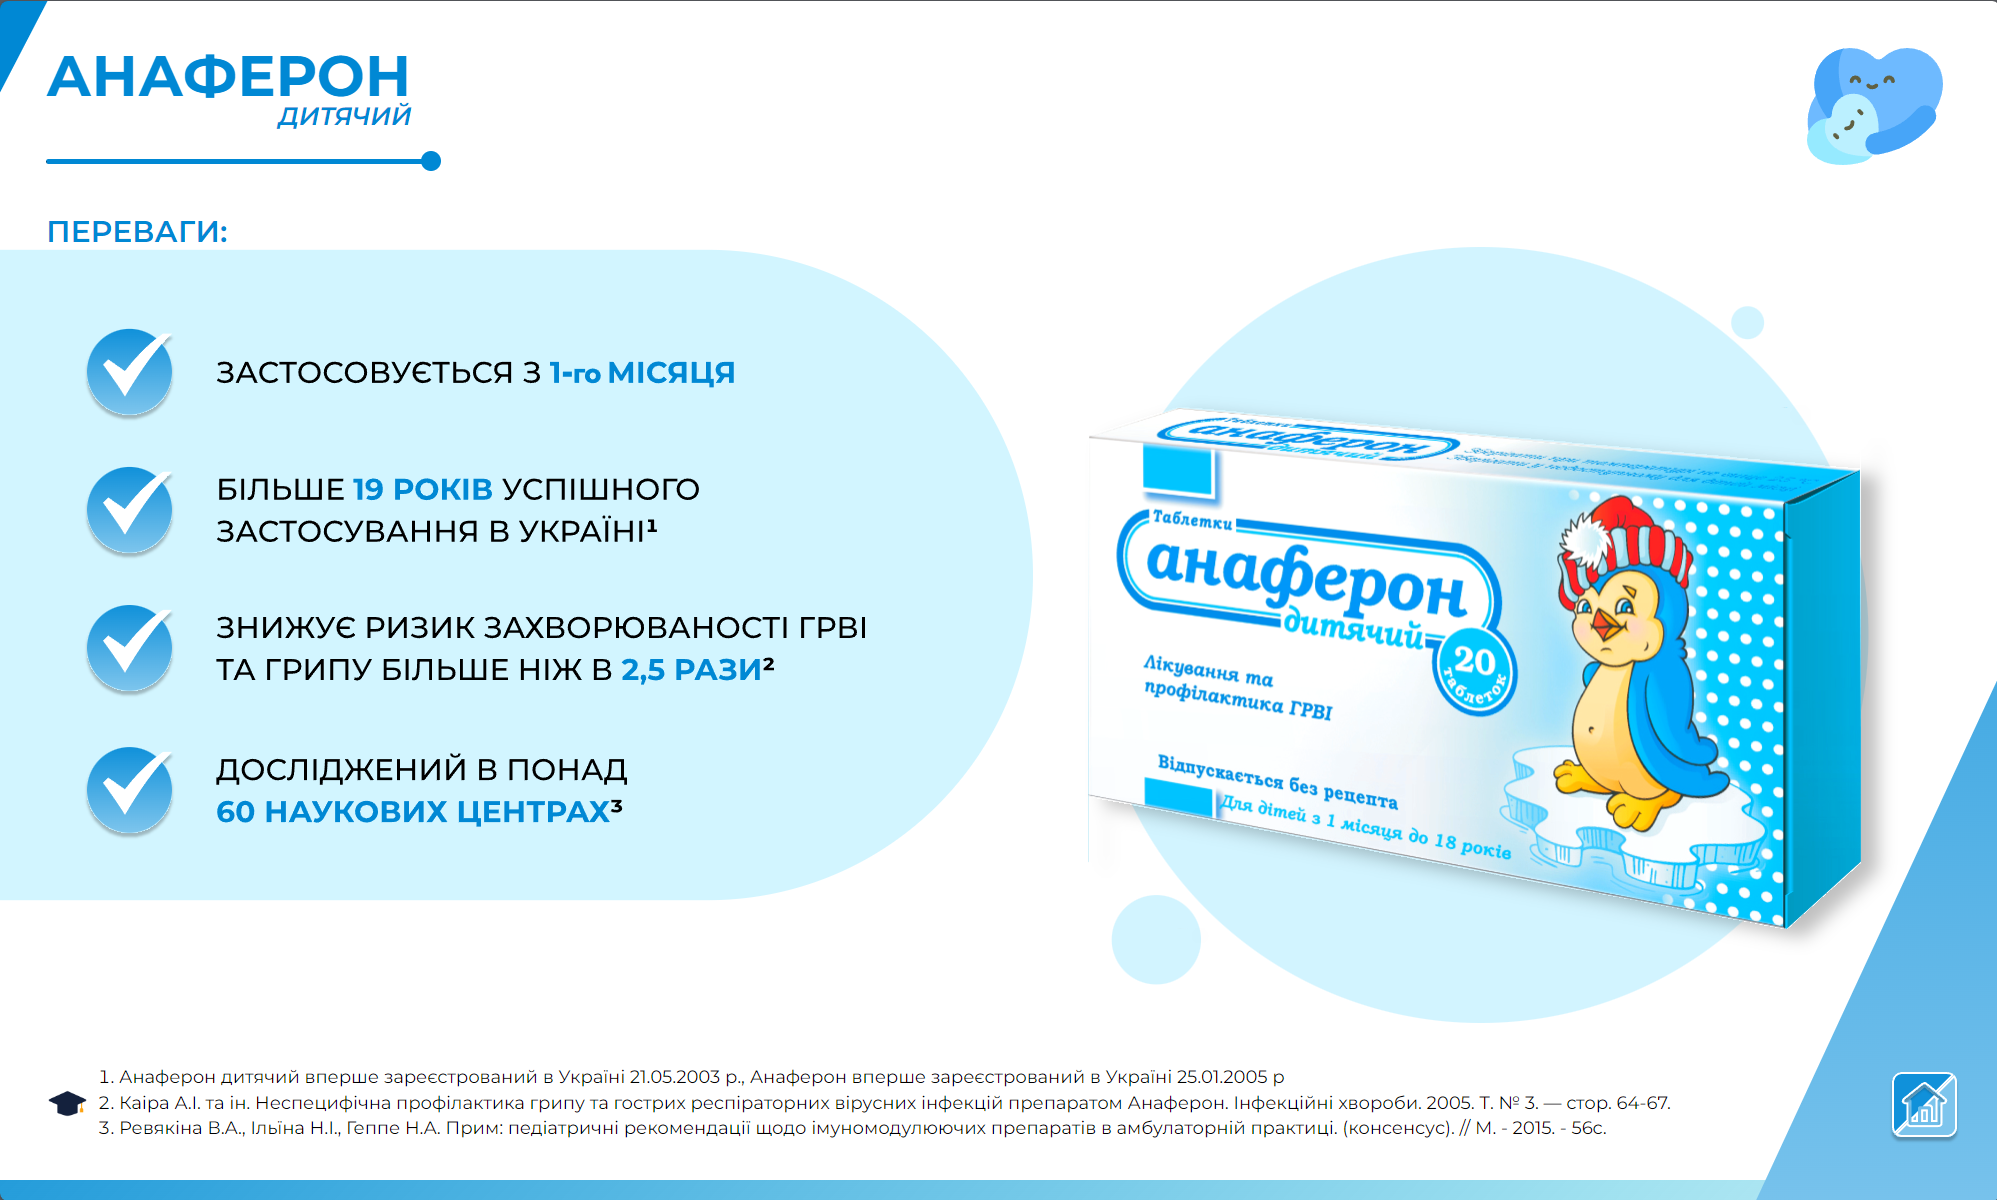 АНАФЕРОН
ДИТЯЧИЙ
ПЕРЕВАГИ:
ЗАСТОСОВУЄТЬСЯ З 1-го МІСЯЦЯ
БІЛЬШЕ 19 РОКІВ УСПІШНОГО
ЗАСТОСУВАННЯ В УКРАЇНІ¹
ЗНИЖУЄ РИЗИК ЗАХВОРЮВАНОСТІ ГРВІ
ТА ГРИПУ БІЛЬШЕ НІЖ В 2,5 РАЗИ²
ДОСЛІДЖЕНИЙ В ПОНАД
60 НАУКОВИХ ЦЕНТРАХ³
Таблетки
анаферон
дитячий
Таблетки
анаферон
дитячий
20
таблеток
Лікування та
профілактика ГРВІ
Відпускається без рецепта
Для дітей з 1 місяця до 18 років
1. Анаферон дитячий вперше зареєстрований в Україні 21.05.2003 р., Анаферон вперше зареєстрований в Україні 25.01.2005 р
2. Каіра А.І. та ін. Неспецифічна профілактика грипу та гострих респіраторних вірусних інфекцій препаратом Анаферон. Інфекційні хвороби. 2005. Т. № 3. — стор. 64-67.
3. Ревякіна В.А., Ільїна Н.І., Геппе Н.А. Прим: педіатричні рекомендації щодо імуномодулюючих препаратів в амбулаторній практиці. (консенсус). // М. - 2015. - 56с.